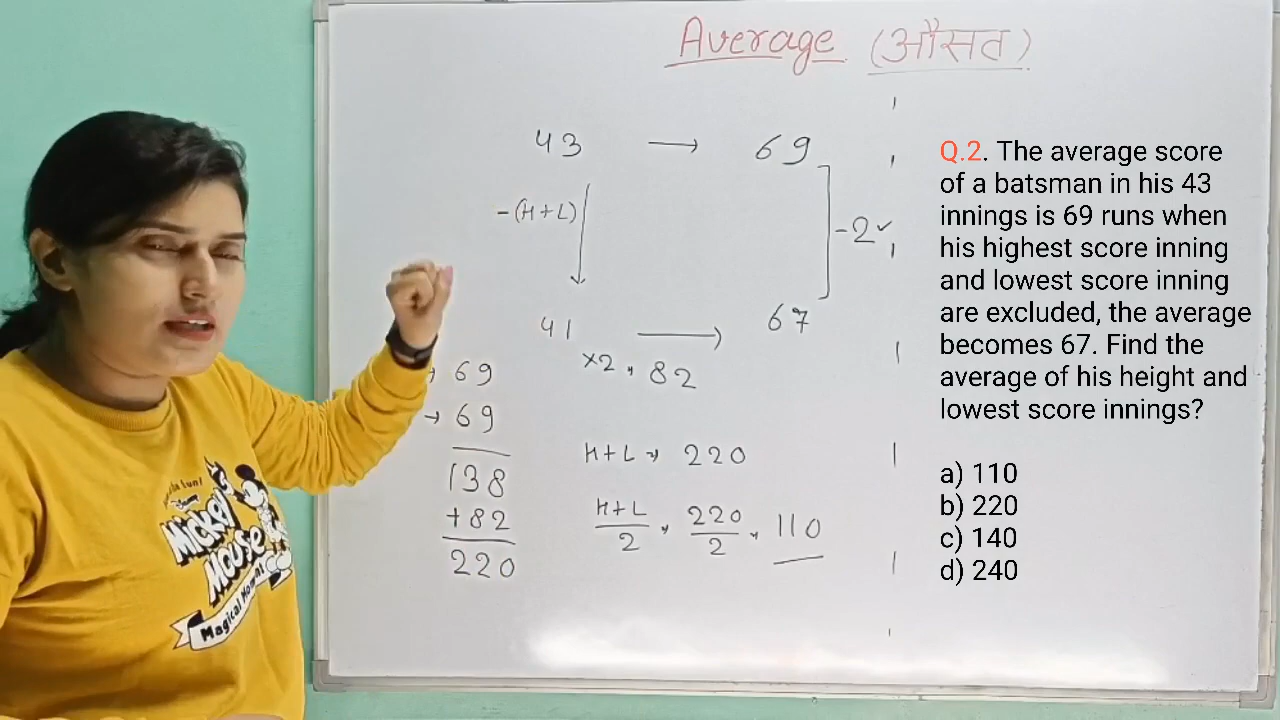 Average (औसत)
43 → 69
-(H+L)
-2✓
41 → 67
×2 = 82
→ 69
→ 69
138
+82
220
H+L ⇒ 220
H+L/2 = 220/2 = 110
Q.2. The average score
of a batsman in his 43
innings is 69 runs when
his highest score inning
and lowest score inning
are excluded, the average
becomes 67. Find the
average of his height and
lowest score innings?
a) 110
b) 220
c) 140
d) 240
Disney
Mickey
Mouse
Magical Moment